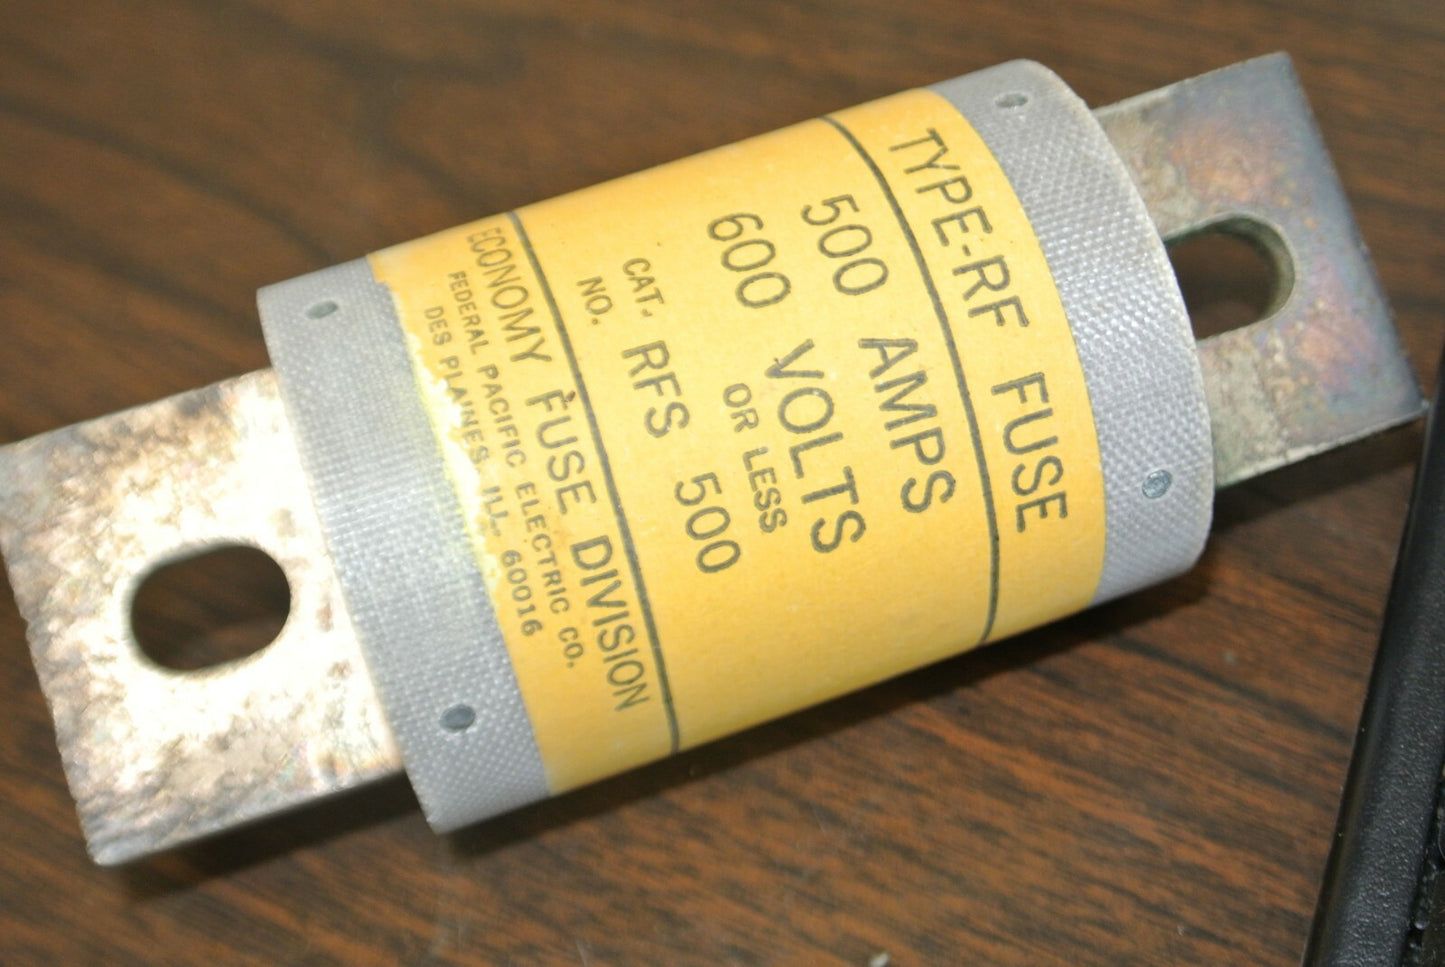 TYPE-RF FUSE
500 AMPS
600 VOLTS
OR LESS
CAT.
NO. RFS 500
ECONOMY FUSE DIVISION
FEDERAL PACIFIC ELECTRIC CO.
DES PLAINES, ILL. 60016